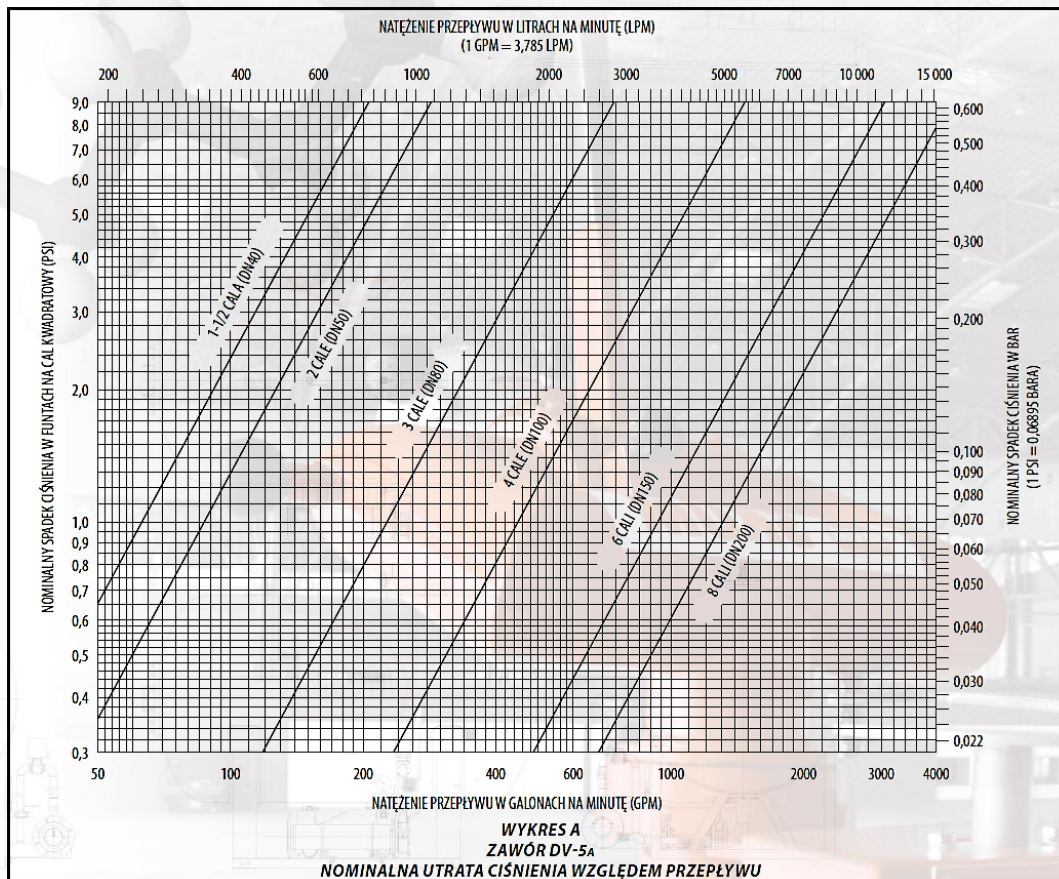 NATĘŻENIE PRZEPŁYWU W LITRACH NA MINUTĘ (LPM)
(1 GPM = 3,785 LPM)
200 400 600 1000 2000 3000 5000 7000 10 000 15 000
NOMINALNY SPADEK CIŚNIENIA W FUNTACH NA CAL KWADRATOWY (PSI)
9,0
8,0
7,0
6,0
5,0
4,0
3,0
2,0
1,0
0,9
0,8
0,7
0,6
0,5
0,4
0,3
1-1/2 CALA (DN40)
2 CALE (DN50)
3 CALE (DN80)
4 CALE (DN100)
6 CALI (DN150)
8 CALI (DN200)
0,600
0,500
0,400
0,300
0,200
0,100
0,090
0,080
0,070
0,060
0,050
0,040
0,030
0,022
NOMINALNY SPADEK CIŚNIENIA W BAR
(1 PSI = 0,06895 BARA)
50 100 200 400 600 1000 2000 3000 4000
NATĘŻENIE PRZEPŁYWU W GALONACH NA MINUTĘ (GPM)
WYKRES A
ZAWÓR DV-5A
NOMINALNA UTRATA CIŚNIENIA WZGLĘDEM PRZEPŁYWU